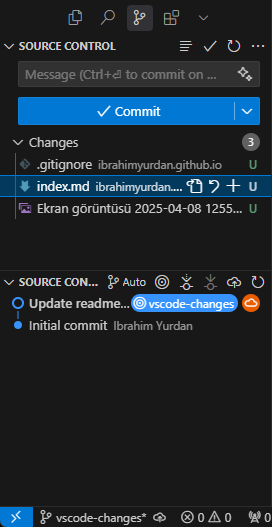 SOURCE CONTROL
Message (Ctrl+⏎ to commit on ...
Commit
Changes 3
.gitignore ibrahimyurdan.github.io U
index.md ibrahimyurdan.... U
Ekran görüntüsü 2025-04-08 1255... U
SOURCE CON... Auto
Update readme... vscode-changes
Initial commit Ibrahim Yurdan
vscode-changes* 0 0 0